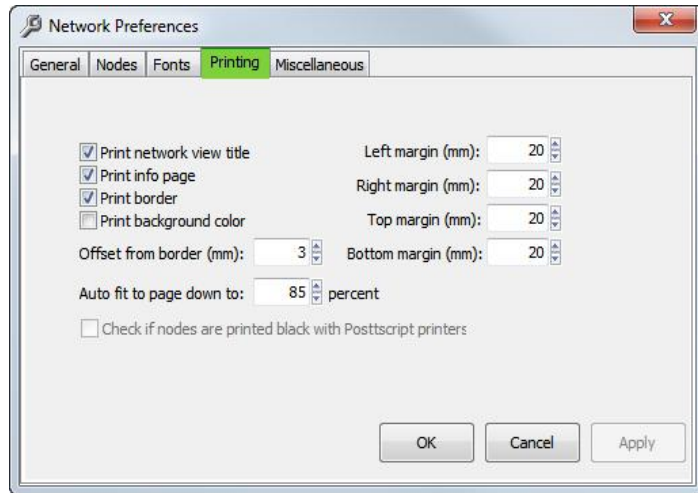 Network Preferences
General Nodes Fonts Printing Miscellaneous
Print network view title
Print info page
Print border
Print background color
Offset from border (mm): 3
Auto fit to page down to: 85 percent
Check if nodes are printed black with Posttscript printers
Left margin (mm): 20
Right margin (mm): 20
Top margin (mm): 20
Bottom margin (mm): 20
OK Cancel Apply